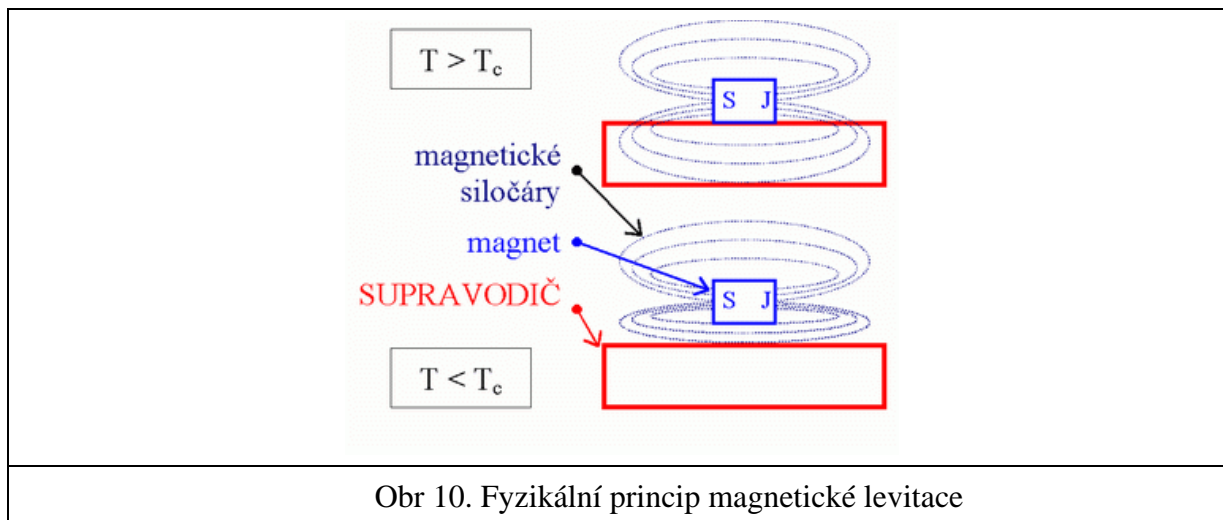 T > Tc
S J
magnetické
siločáry
magnet
S J
SUPRAVODIČ
T < Tc
Obr 10. Fyzikální princip magnetické levitace